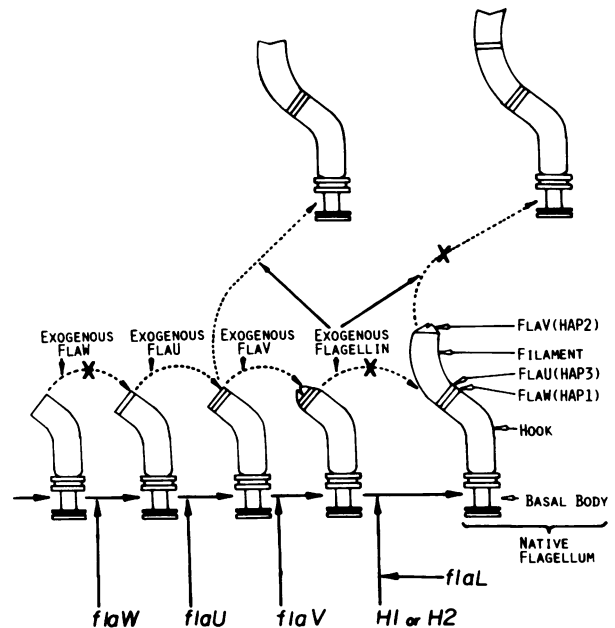 EXOGENOUS
FLAW
EXOGENOUS
FLAU
EXOGENOUS
FLAV
EXOGENOUS
FLAGELLIN
FLAV(HAP2)
FILAMENT
FLAU(HAP3)
FLAW(HAP1)
HOOK
BASAL BODY
NATIVE
FLAGELLUM
X
X
X
flaL
flaW
flaU
flaV
H1 or H2